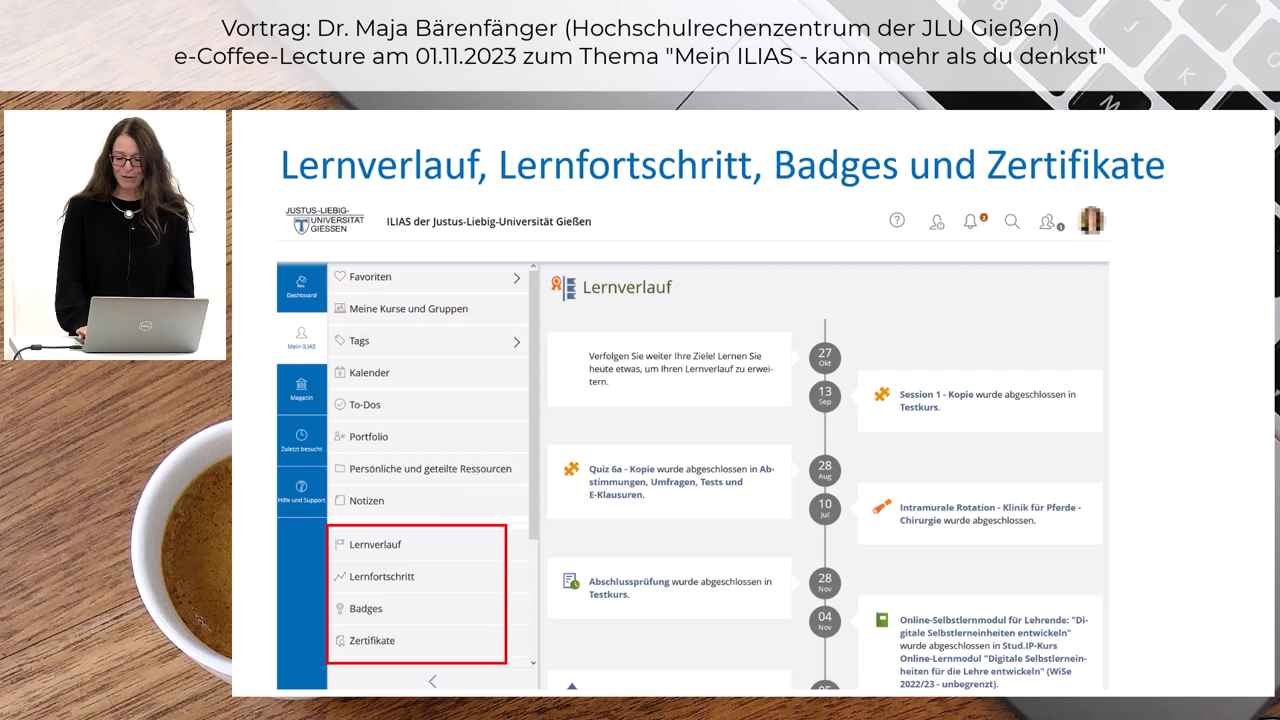 Vortrag: Dr. Maja Bärenfänger (Hochschulrechenzentrum der JLU Gießen)
e-Coffee-Lecture am 01.11.2023 zum Thema "Mein ILIAS - kann mehr als du denkst"
Lernverlauf, Lernfortschritt, Badges und Zertifikate
JUSTUS-LIEBIG-
UNIVERSITÄT
GIESSEN
ILIAS der Justus-Liebig-Universität Gießen
2
1
Dashboard
Mein ILIAS
Magazin
Zuletzt besucht
Hilfe und Support
Favoriten
Meine Kurse und Gruppen
Tags
Kalender
To-Dos
Portfolio
Persönliche und geteilte Ressourcen
Notizen
Lernverlauf
Lernfortschritt
Badges
Zertifikate
Lernverlauf
27
Okt
Verfolgen Sie weiter Ihre Ziele! Lernen Sie
heute etwas, um Ihren Lernverlauf zu erwei-
tern.
13
Sep
Session 1 - Kopie wurde abgeschlossen in
Testkurs.
28
Aug
Quiz 6a - Kopie wurde abgeschlossen in Ab-
stimmungen, Umfragen, Tests und
E-Klausuren.
10
Jul
Intramurale Rotation - Klinik für Pferde -
Chirurgie wurde abgeschlossen.
28
Nov
Abschlussprüfung wurde abgeschlossen in
Testkurs.
04
Nov
Online-Selbstlernmodul für Lehrende: "Di-
gitale Selbstlerneinheiten entwickeln"
wurde abgeschlossen in Stud.IP-Kurs
Online-Lernmodul "Digitale Selbstlernein-
heiten für die Lehre entwickeln" (WiSe
2022/23 - unbegrenzt).